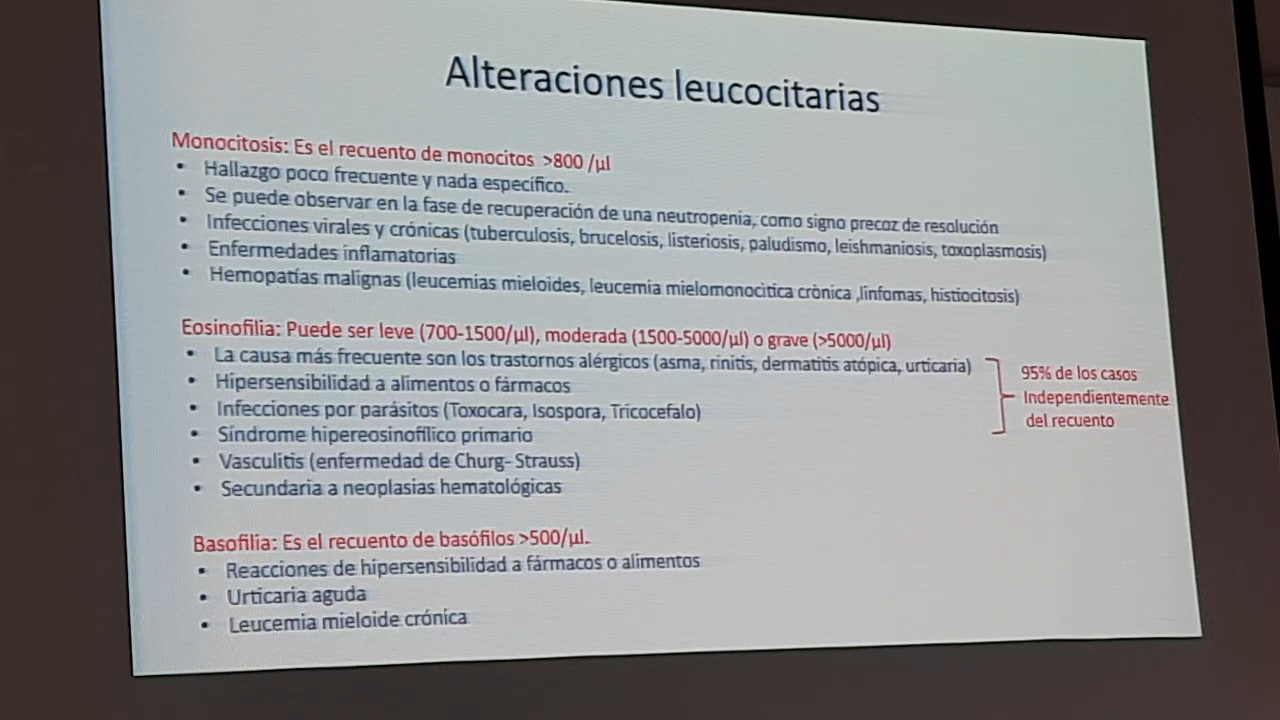 Alteraciones leucocitarias
Monocitosis: Es el recuento de monocitos >800 /µl
• Hallazgo poco frecuente y nada específico.
• Se puede observar en la fase de recuperación de una neutropenia, como signo precoz de resolución
• Infecciones virales y crónicas (tuberculosis, brucelosis, listeriosis, paludismo, leishmaniosis, toxoplasmosis)
• Enfermedades inflamatorias
• Hemopatías malignas (leucemias mieloides, leucemia mielomonocitica crònica ,linfomas, histiocitosis)
Eosinofilia: Puede ser leve (700-1500/µl), moderada (1500-5000/µl) o grave (>5000/µl)
• La causa más frecuente son los trastornos alérgicos (asma, rinitis, dermatitis atópica, urticaria)
• Hipersensibilidad a alimentos o fármacos
• Infecciones por parásitos (Toxocara, Isospora, Tricocefalo)
95% de los casos
Independientemente
del recuento
• Síndrome hipereosinofílico primario
• Vasculitis (enfermedad de Churg- Strauss)
• Secundaria a neoplasias hematológicas
Basofilia: Es el recuento de basófilos >500/µl.
• Reacciones de hipersensibilidad a fármacos o alimentos
• Urticaria aguda
• Leucemia mieloide crónica